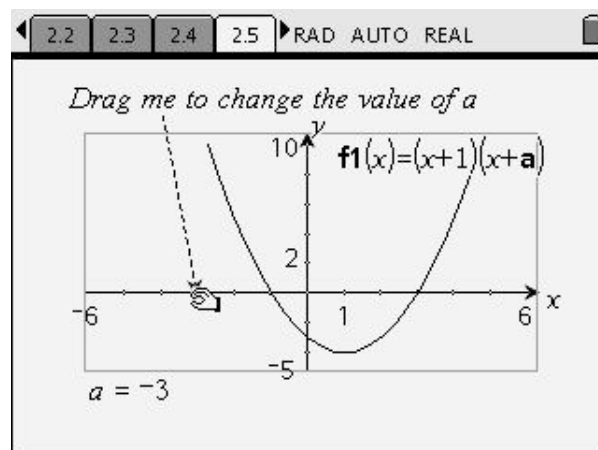 2.2 2.3 2.4 2.5 RAD AUTO REAL
Drag me to change the value of a
y
10 f1(x)=(x+1)(x+a)
2
-6 1 6 x
-5
a = -3